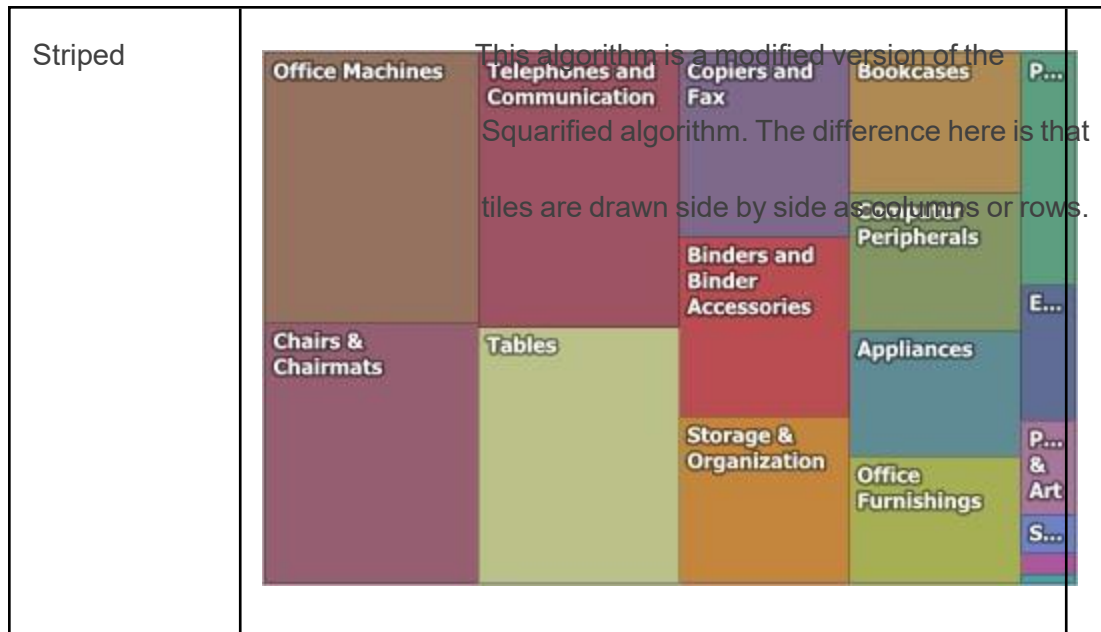 Striped
This algorithm is a modified version of the
Squarified algorithm. The difference here is that
tiles are drawn side by side as columns or rows.
Office Machines
Chairs &
Chairmats
Telephones and
Communication
Tables
Copiers and
Fax
Binders and
Binder
Accessories
Storage &
Organization
Bookcases
Computer
Peripherals
Appliances
Office
Furnishings
P...
E...
P...
&
Art
S...